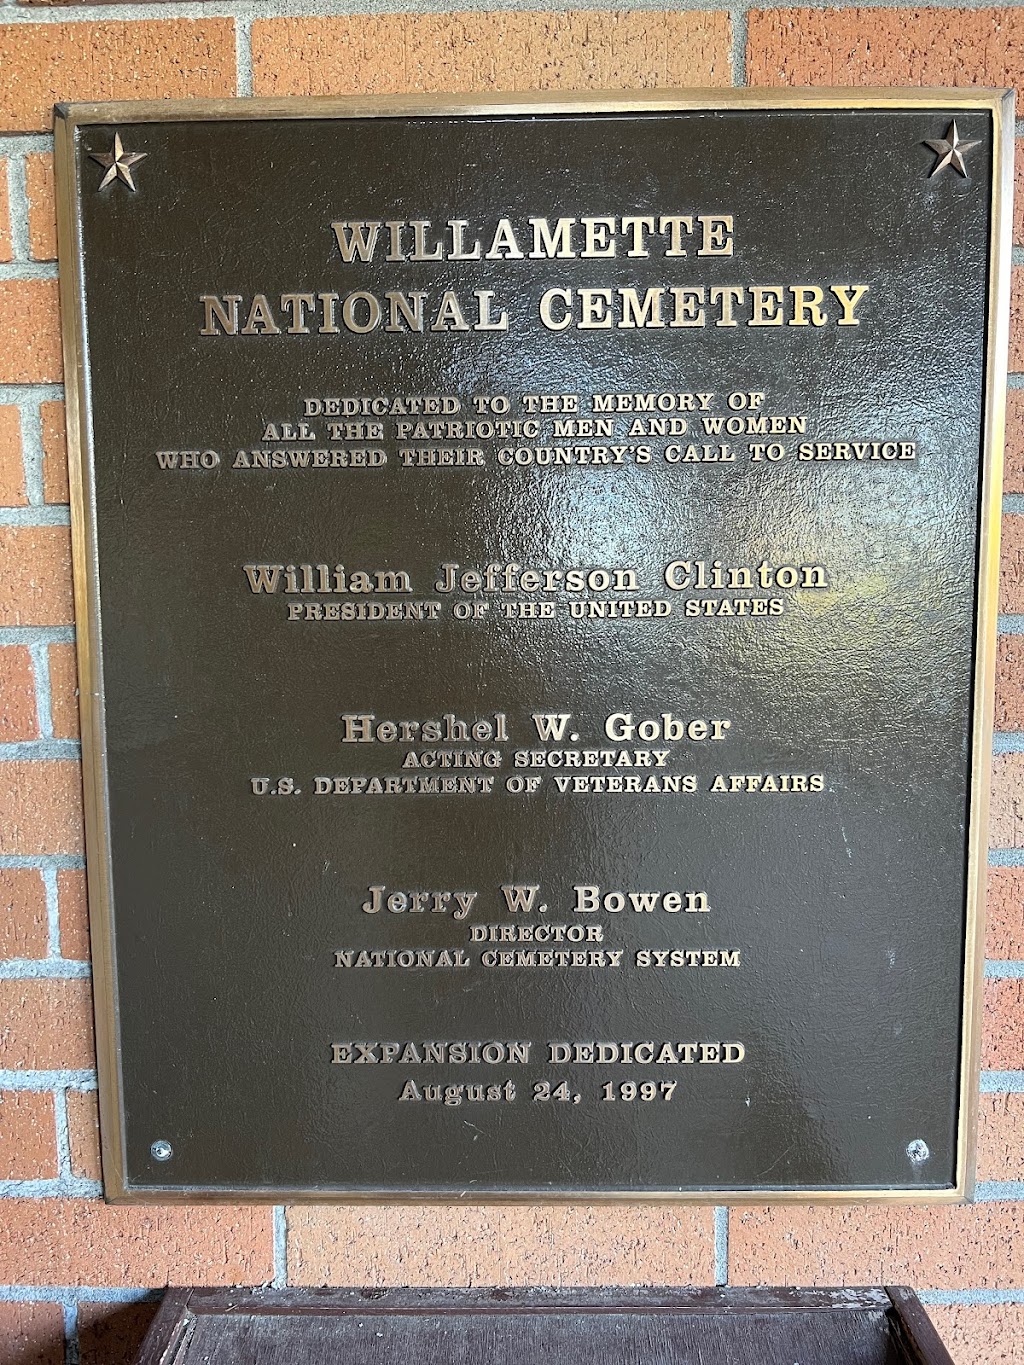 WILLAMETTE
NATIONAL CEMETERY
DEDICATED TO THE MEMORY OF
ALL THE PATRIOTIC MEN AND WOMEN
WHO ANSWERED THEIR COUNTRY'S CALL TO SERVICE
William Jefferson Clinton
PRESIDENT OF THE UNITED STATES
Hershel W. Gober
ACTING SECRETARY
U.S. DEPARTMENT OF VETERANS AFFAIRS
Jerry W. Bowen
DIRECTOR
NATIONAL CEMETERY SYSTEM
EXPANSION DEDICATED
August 24, 1997